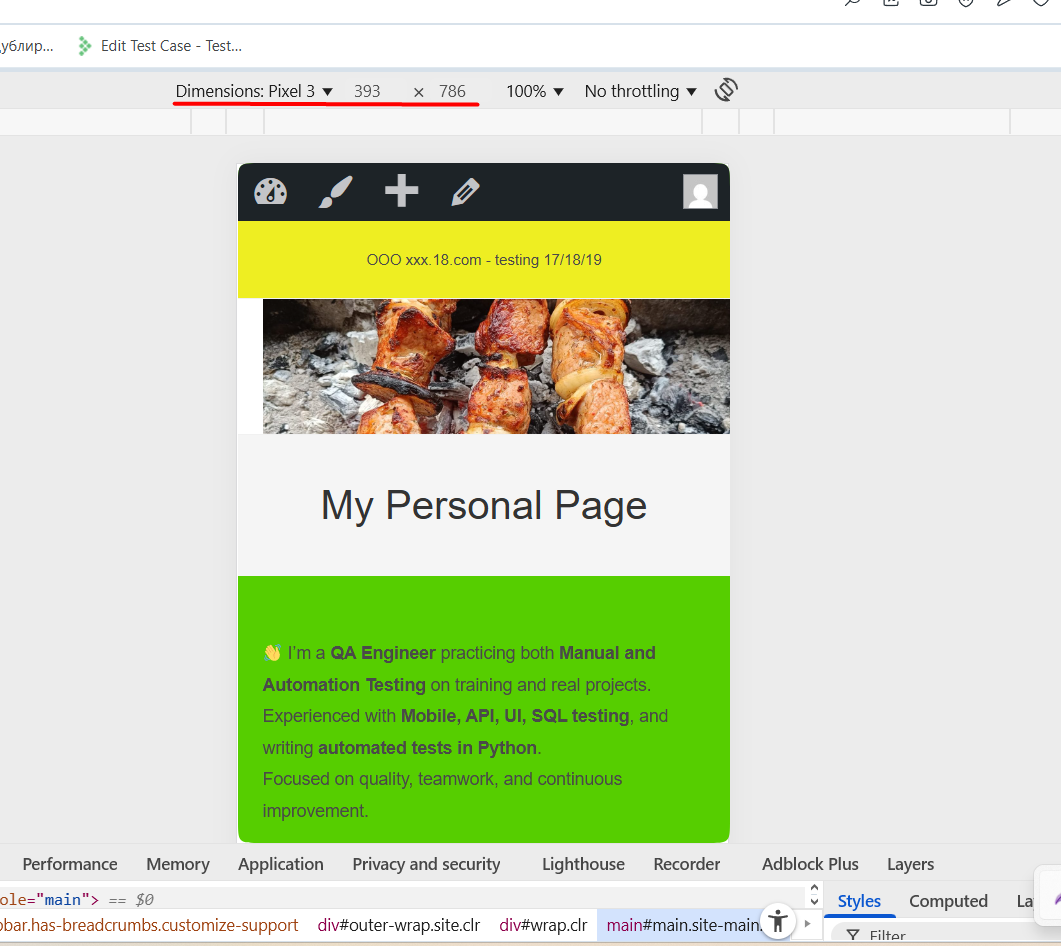 Edit Test Case - Test...
Dimensions: Pixel 3 393 × 786 100% No throttling
OOO xxx.18.com - testing 17/18/19
My Personal Page
👋 I'm a QA Engineer practicing both Manual and
Automation Testing on training and real projects.
Experienced with Mobile, API, UI, SQL testing, and
writing automated tests in Python.
Focused on quality, teamwork, and continuous
improvement.
Performance Memory Application Privacy and security Lighthouse Recorder Adblock Plus Layers
ole="main"> == $0
Styles Computed
bar.has-breadcrumbs.customize-support div#outer-wrap.site.clr div#wrap.clr main#main.site-main.
Filter